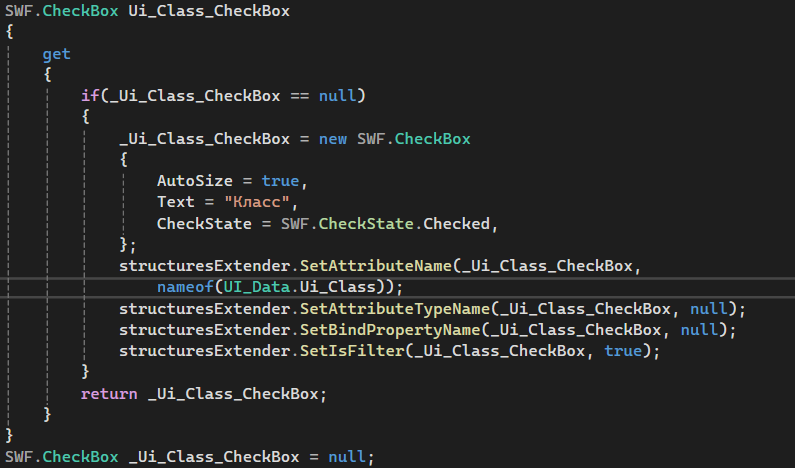 SWF.CheckBox Ui_Class_CheckBox
{
get
{
if(_Ui_Class_CheckBox == null)
{
_Ui_Class_CheckBox = new SWF.CheckBox
{
AutoSize = true,
Text = "Класс",
CheckState = SWF.CheckState.Checked,
};
structuresExtender.SetAttributeName(_Ui_Class_CheckBox,
nameof(UI_Data.Ui_Class));
structuresExtender.SetAttributeTypeName(_Ui_Class_CheckBox, null);
structuresExtender.SetBindPropertyName(_Ui_Class_CheckBox, null);
structuresExtender.SetIsFilter(_Ui_Class_CheckBox, true);
}
return _Ui_Class_CheckBox;
}
}
SWF.CheckBox _Ui_Class_CheckBox = null;